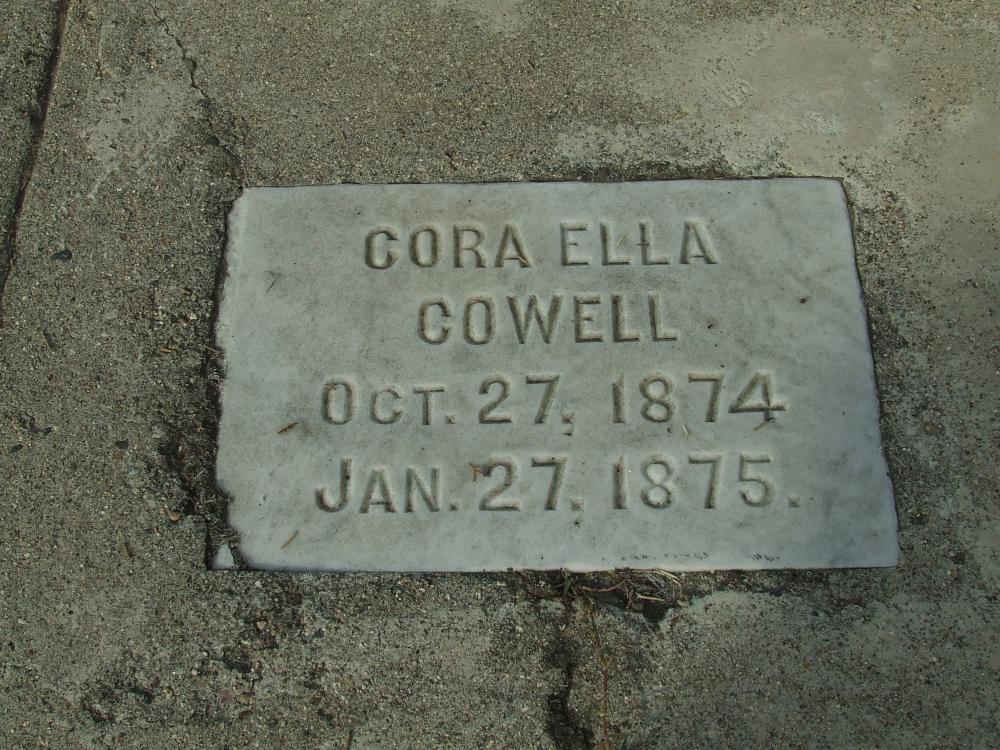 CORA ELLA
COWELL
OCT. 27, 1874
JAN. 27, 1875.